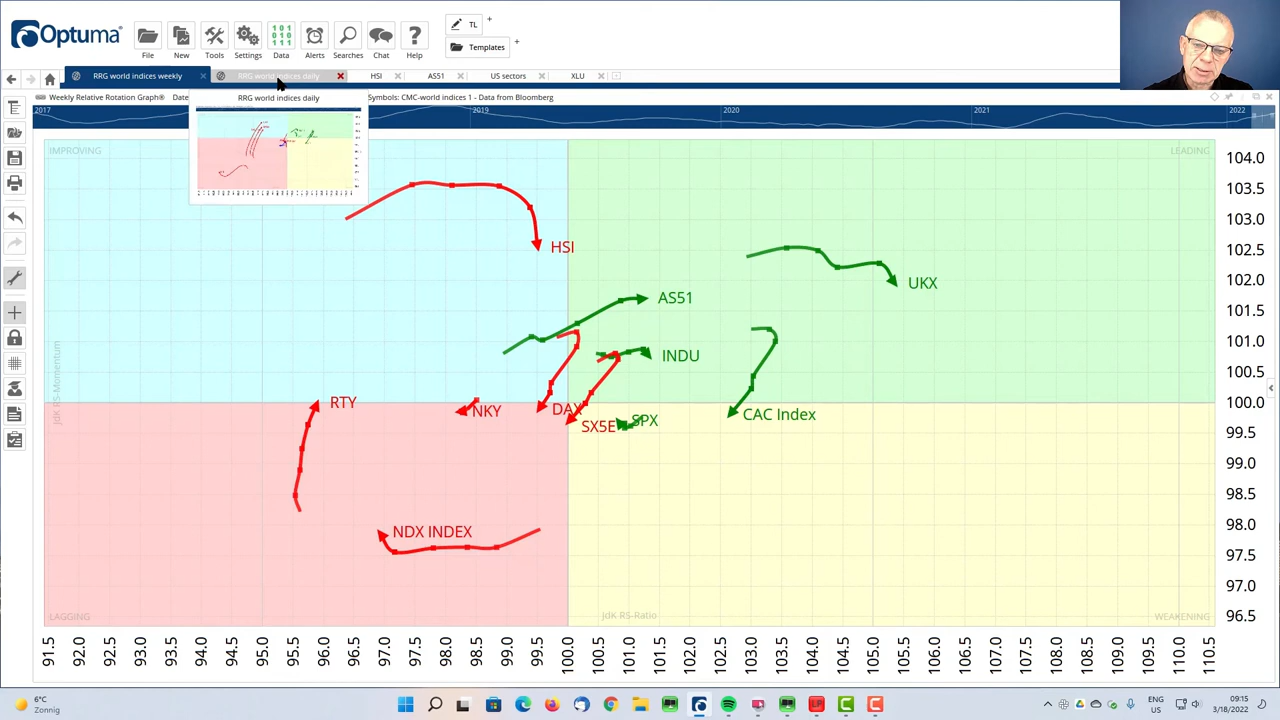 Optuma®
File New Tools Settings Data Alerts Searches Chat Help
TL
Templates
RRG world indices weekly RRG world indices daily HSI AS51 US sectors XLU
Weekly Relative Rotation Graph® Date
RRG world indices daily
Symbols: CMC-world indices 1 - Data from Bloomberg
2017 2019 2020 2021 2022
IMPROVING
LEADING
104.0
103.5
103.0
102.5
102.0
101.5
101.0
100.5
100.0
99.5
99.0
98.5
98.0
97.5
97.0
96.5
HSI
UKX
AS51
INDU
RTY
NKY
DAX
SX5E
SPX
CAC Index
NDX INDEX
JdK RS-Momentum
LAGGING
JdK RS-Ratio
WEAKENING
91.5 92.0 92.5 93.0 93.5 94.0 94.5 95.0 95.5 96.0 96.5 97.0 97.5 98.0 98.5 99.0 99.5 100.0 100.5 101.0 101.5 102.0 102.5 103.0 103.5 104.0 104.5 105.0 105.5 106.0 106.5 107.0 107.5 108.0 108.5 109.0 109.5 110.0 110.5
6°C
Zonnig
ENG
US
09:15
3/18/2022